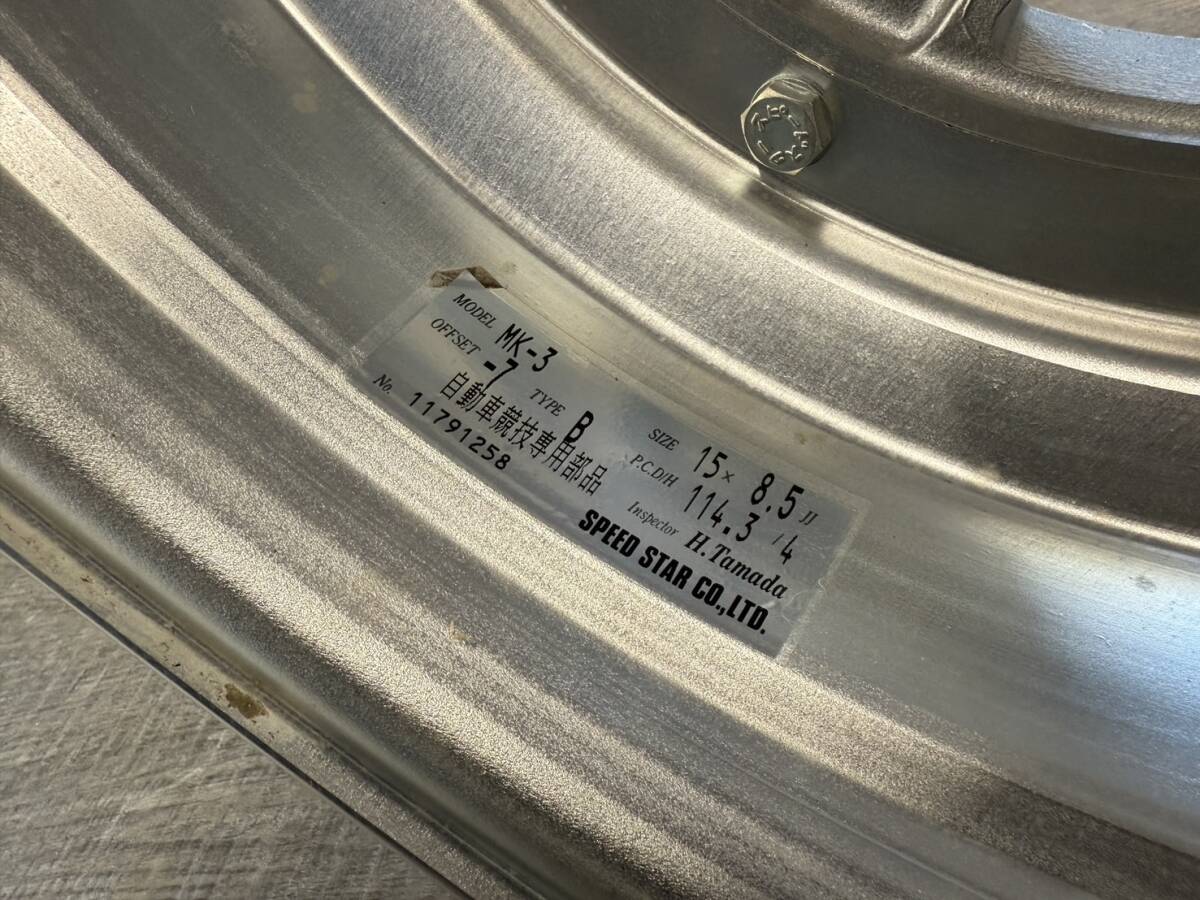 MODEL MK-3 SIZE 15× 8.5 JJ
OFFSET -7 TYPE B P.C.D/H 114.3 /4
自動車競技専用部品 Inspector H.Tamada
No. 11791258 SPEED STAR CO.,LTD.